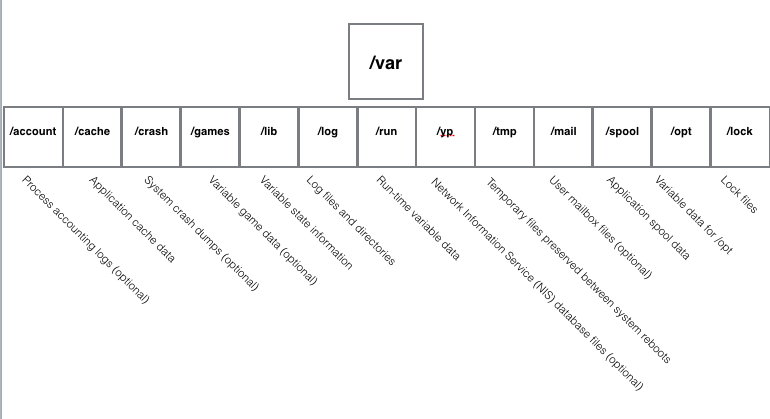 /var
/account
/cache
/crash
/games
/lib
/log
/run
/yp
/tmp
/mail
/spool
/opt
/lock
Process accounting logs (optional)
Application cache data
System crash dumps (optional)
Variable game data (optional)
Variable state information
Log files and directories
Run-time variable data
Network Information Service (NIS) database files (optional)
Temporary files preserved between system reboots
User mailbox files (optional)
Application spool data
Variable data for /opt
Lock files